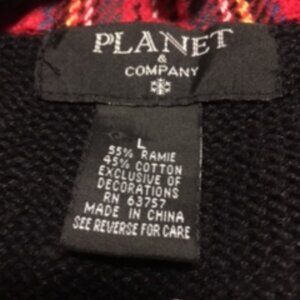 PLANET
&
COMPANY
L
55% RAMIE
45% COTTON
EXCLUSIVE OF
DECORATIONS
RN 63757
MADE IN CHINA
SEE REVERSE FOR CARE